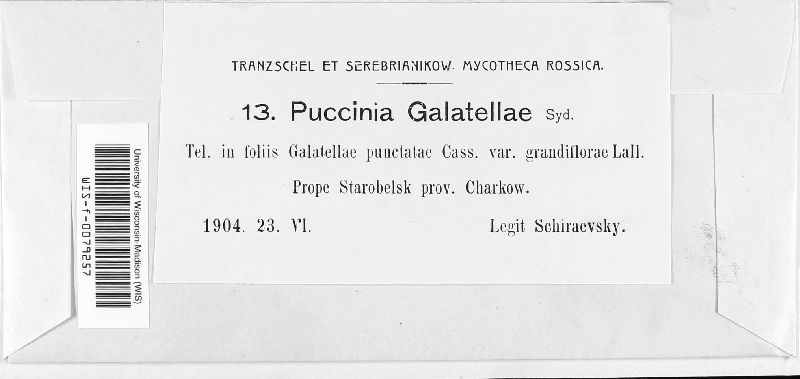 TRANZSCHEL ET SEREBRIANIKOW. MYCOTHECA ROSSICA.
13. Puccinia Galatellae Syd.
Tel. in foliis Galatellae punctatae Cass. var. grandiflorae Lall.
Prope Starobelsk prov. Charkow.
1904. 23. VI. Legit Schiraevsky.
University of Wisconsin-Madison (WIS)
WIS-f-0079257